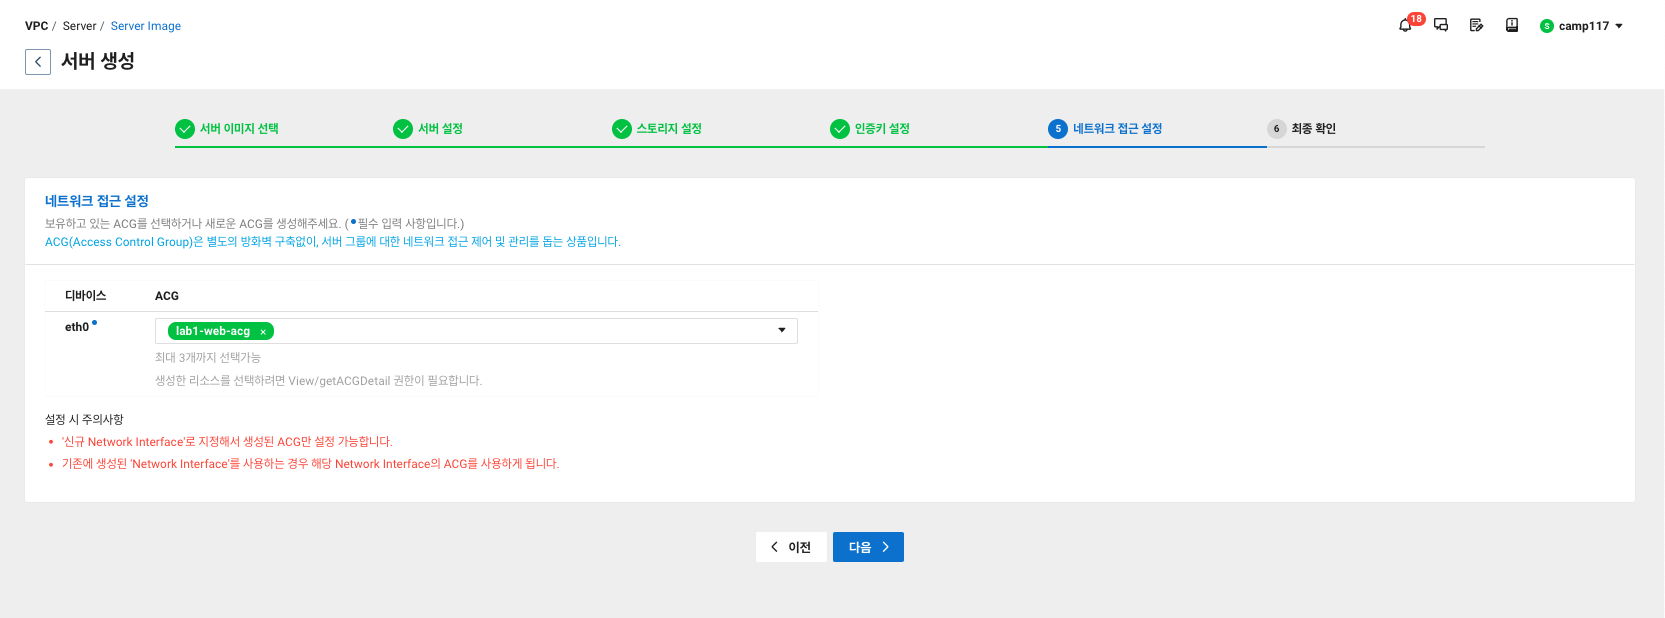 VPC / Server / Server Image
18
S camp117
서버 생성
서버 이미지 선택
서버 설정
스토리지 설정
인증키 설정
5 네트워크 접근 설정
6 최종 확인
네트워크 접근 설정
보유하고 있는 ACG를 선택하거나 새로운 ACG를 생성해주세요. ( • 필수 입력 사항입니다.)
ACG(Access Control Group)은 별도의 방화벽 구축없이, 서버 그룹에 대한 네트워크 접근 제어 및 관리를 돕는 상품입니다.
디바이스 ACG
eth0 •
lab1-web-acg ×
최대 3개까지 선택가능
생성한 리소스를 선택하려면 View/getACGDetail 권한이 필요합니다.
설정 시 주의사항
• '신규 Network Interface'로 지정해서 생성된 ACG만 설정 가능합니다.
• 기존에 생성된 'Network Interface'를 사용하는 경우 해당 Network Interface의 ACG를 사용하게 됩니다.
이전
다음